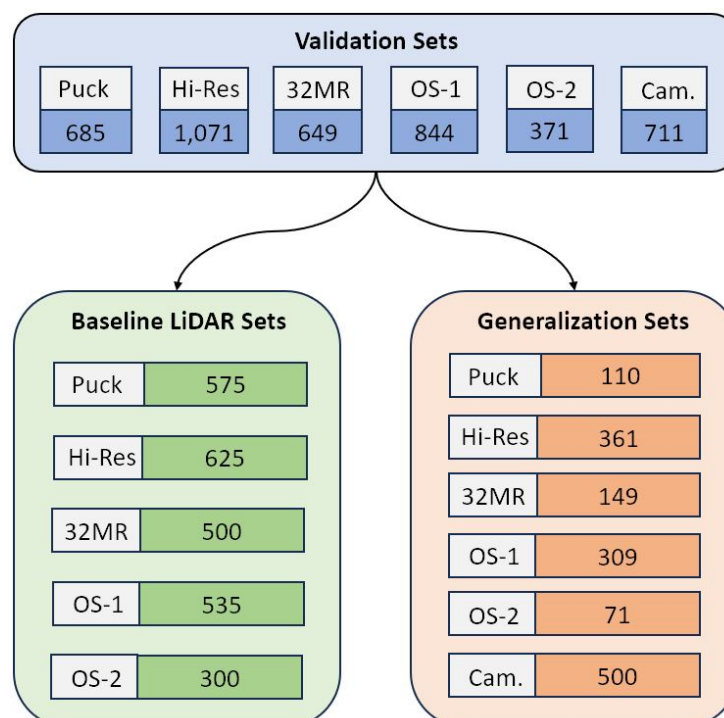 Validation Sets
Puck Hi-Res 32MR OS-1 OS-2 Cam.
685 1,071 649 844 371 711
Baseline LiDAR Sets
Puck 575
Hi-Res 625
32MR 500
OS-1 535
OS-2 300
Generalization Sets
Puck 110
Hi-Res 361
32MR 149
OS-1 309
OS-2 71
Cam. 500